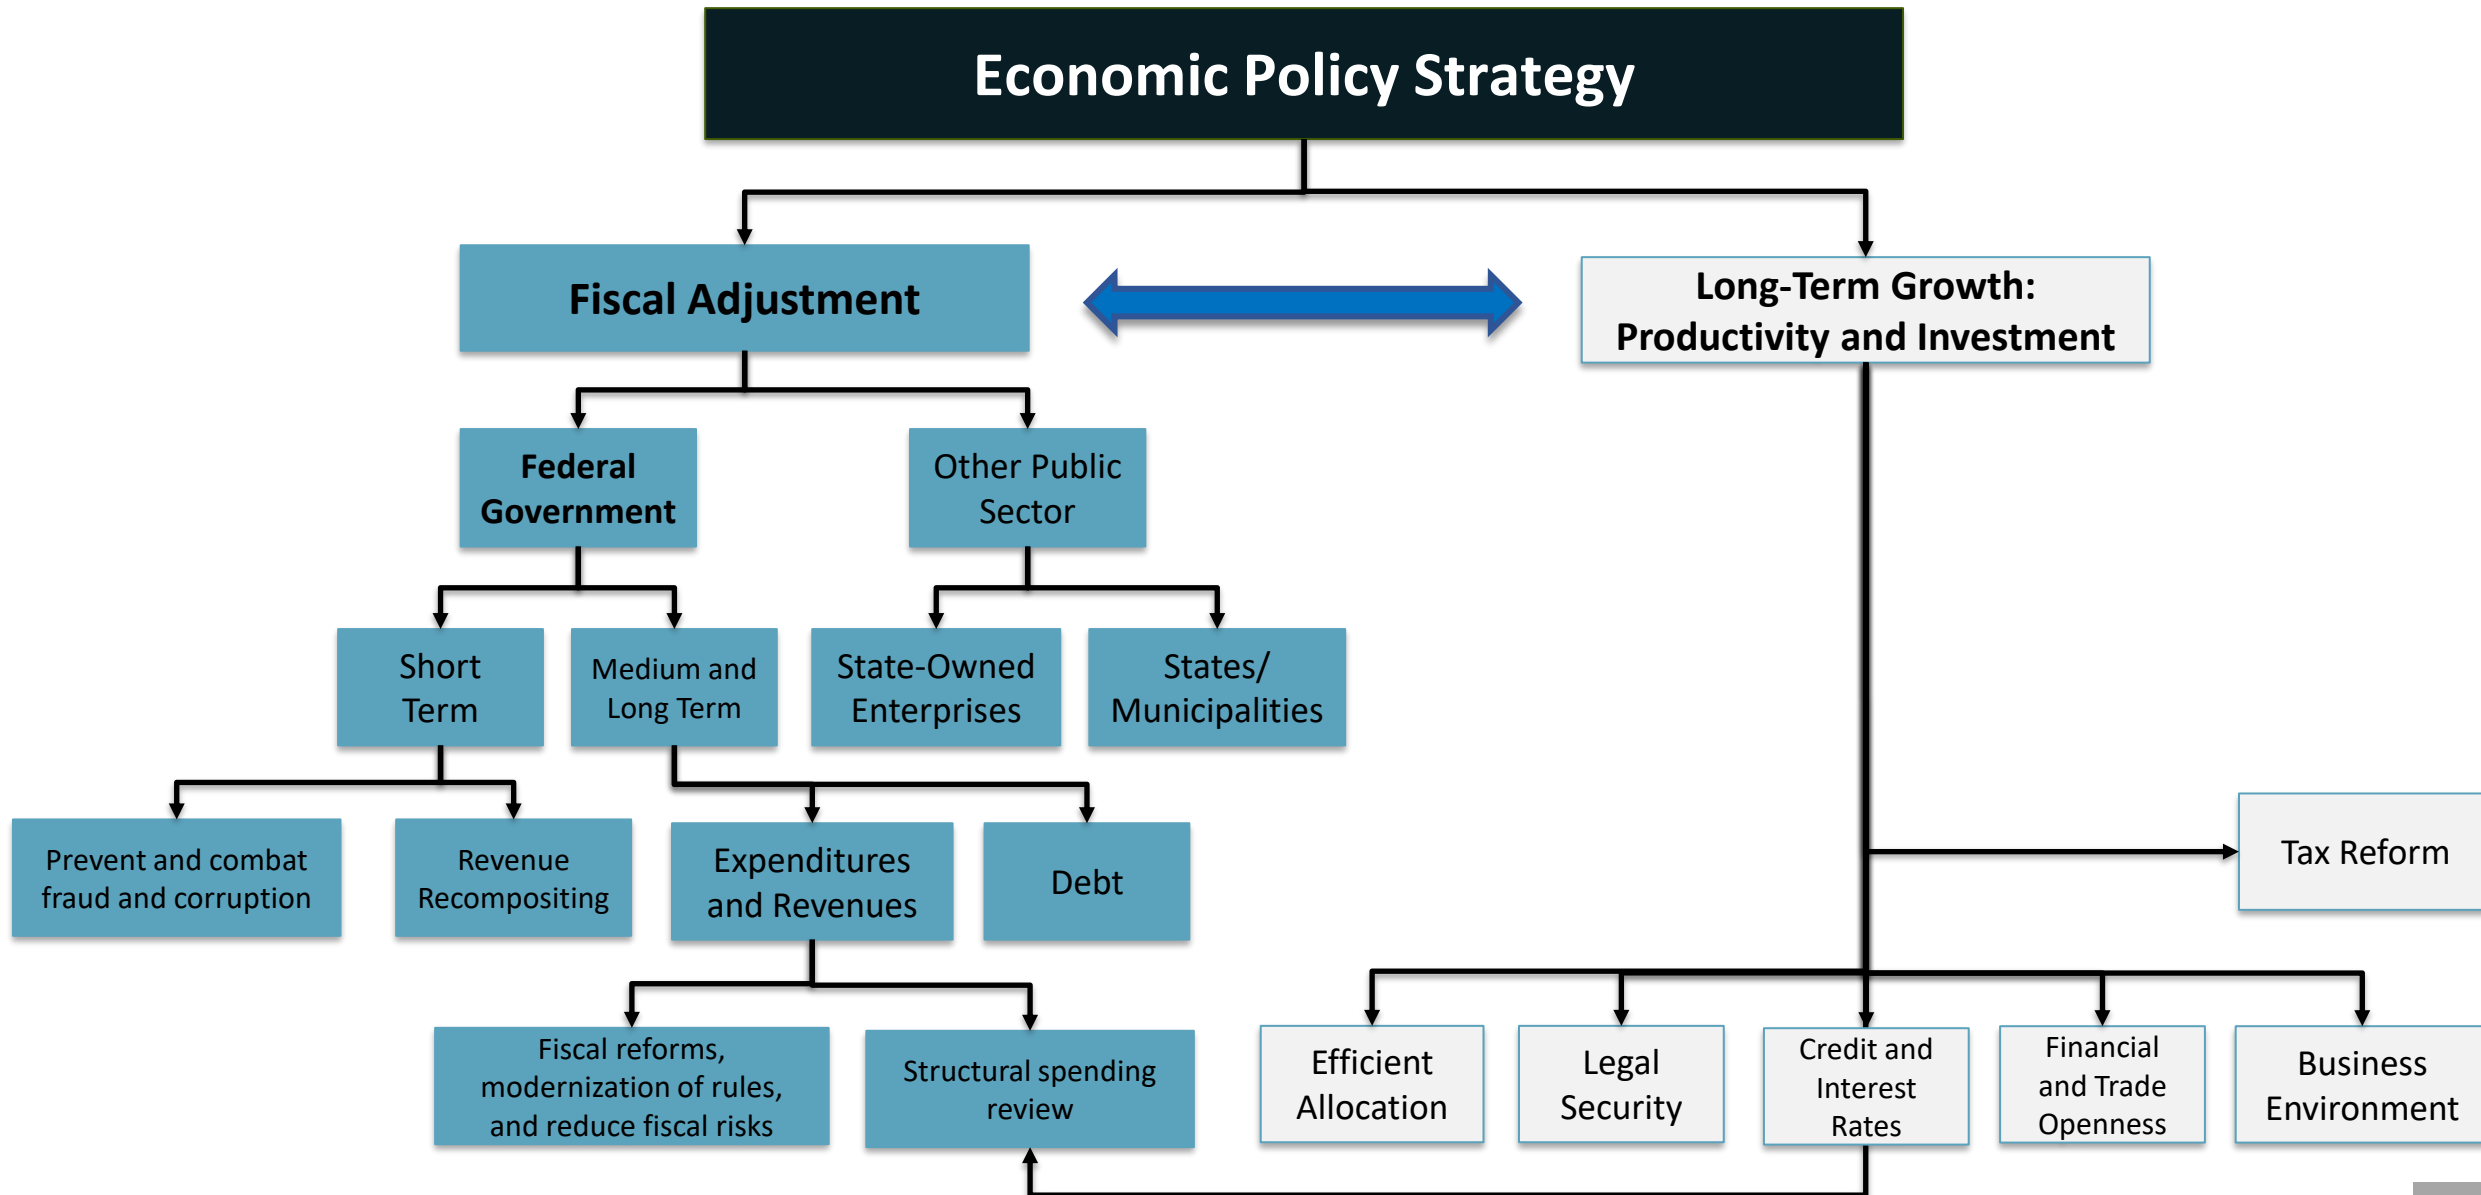 Economic Policy Strategy
Fiscal Adjustment
Long-Term Growth:
Productivity and Investment
Federal
Government
Other Public
Sector
Short
Term
Medium and
Long Term
State-Owned
Enterprises
States/
Municipalities
Prevent and combat
fraud and corruption
Revenue
Recompositing
Expenditures
and Revenues
Debt
Tax Reform
Fiscal reforms,
modernization of rules,
and reduce fiscal risks
Structural spending
review
Efficient
Allocation
Legal
Security
Credit and
Interest
Rates
Financial
and Trade
Openness
Business
Environment